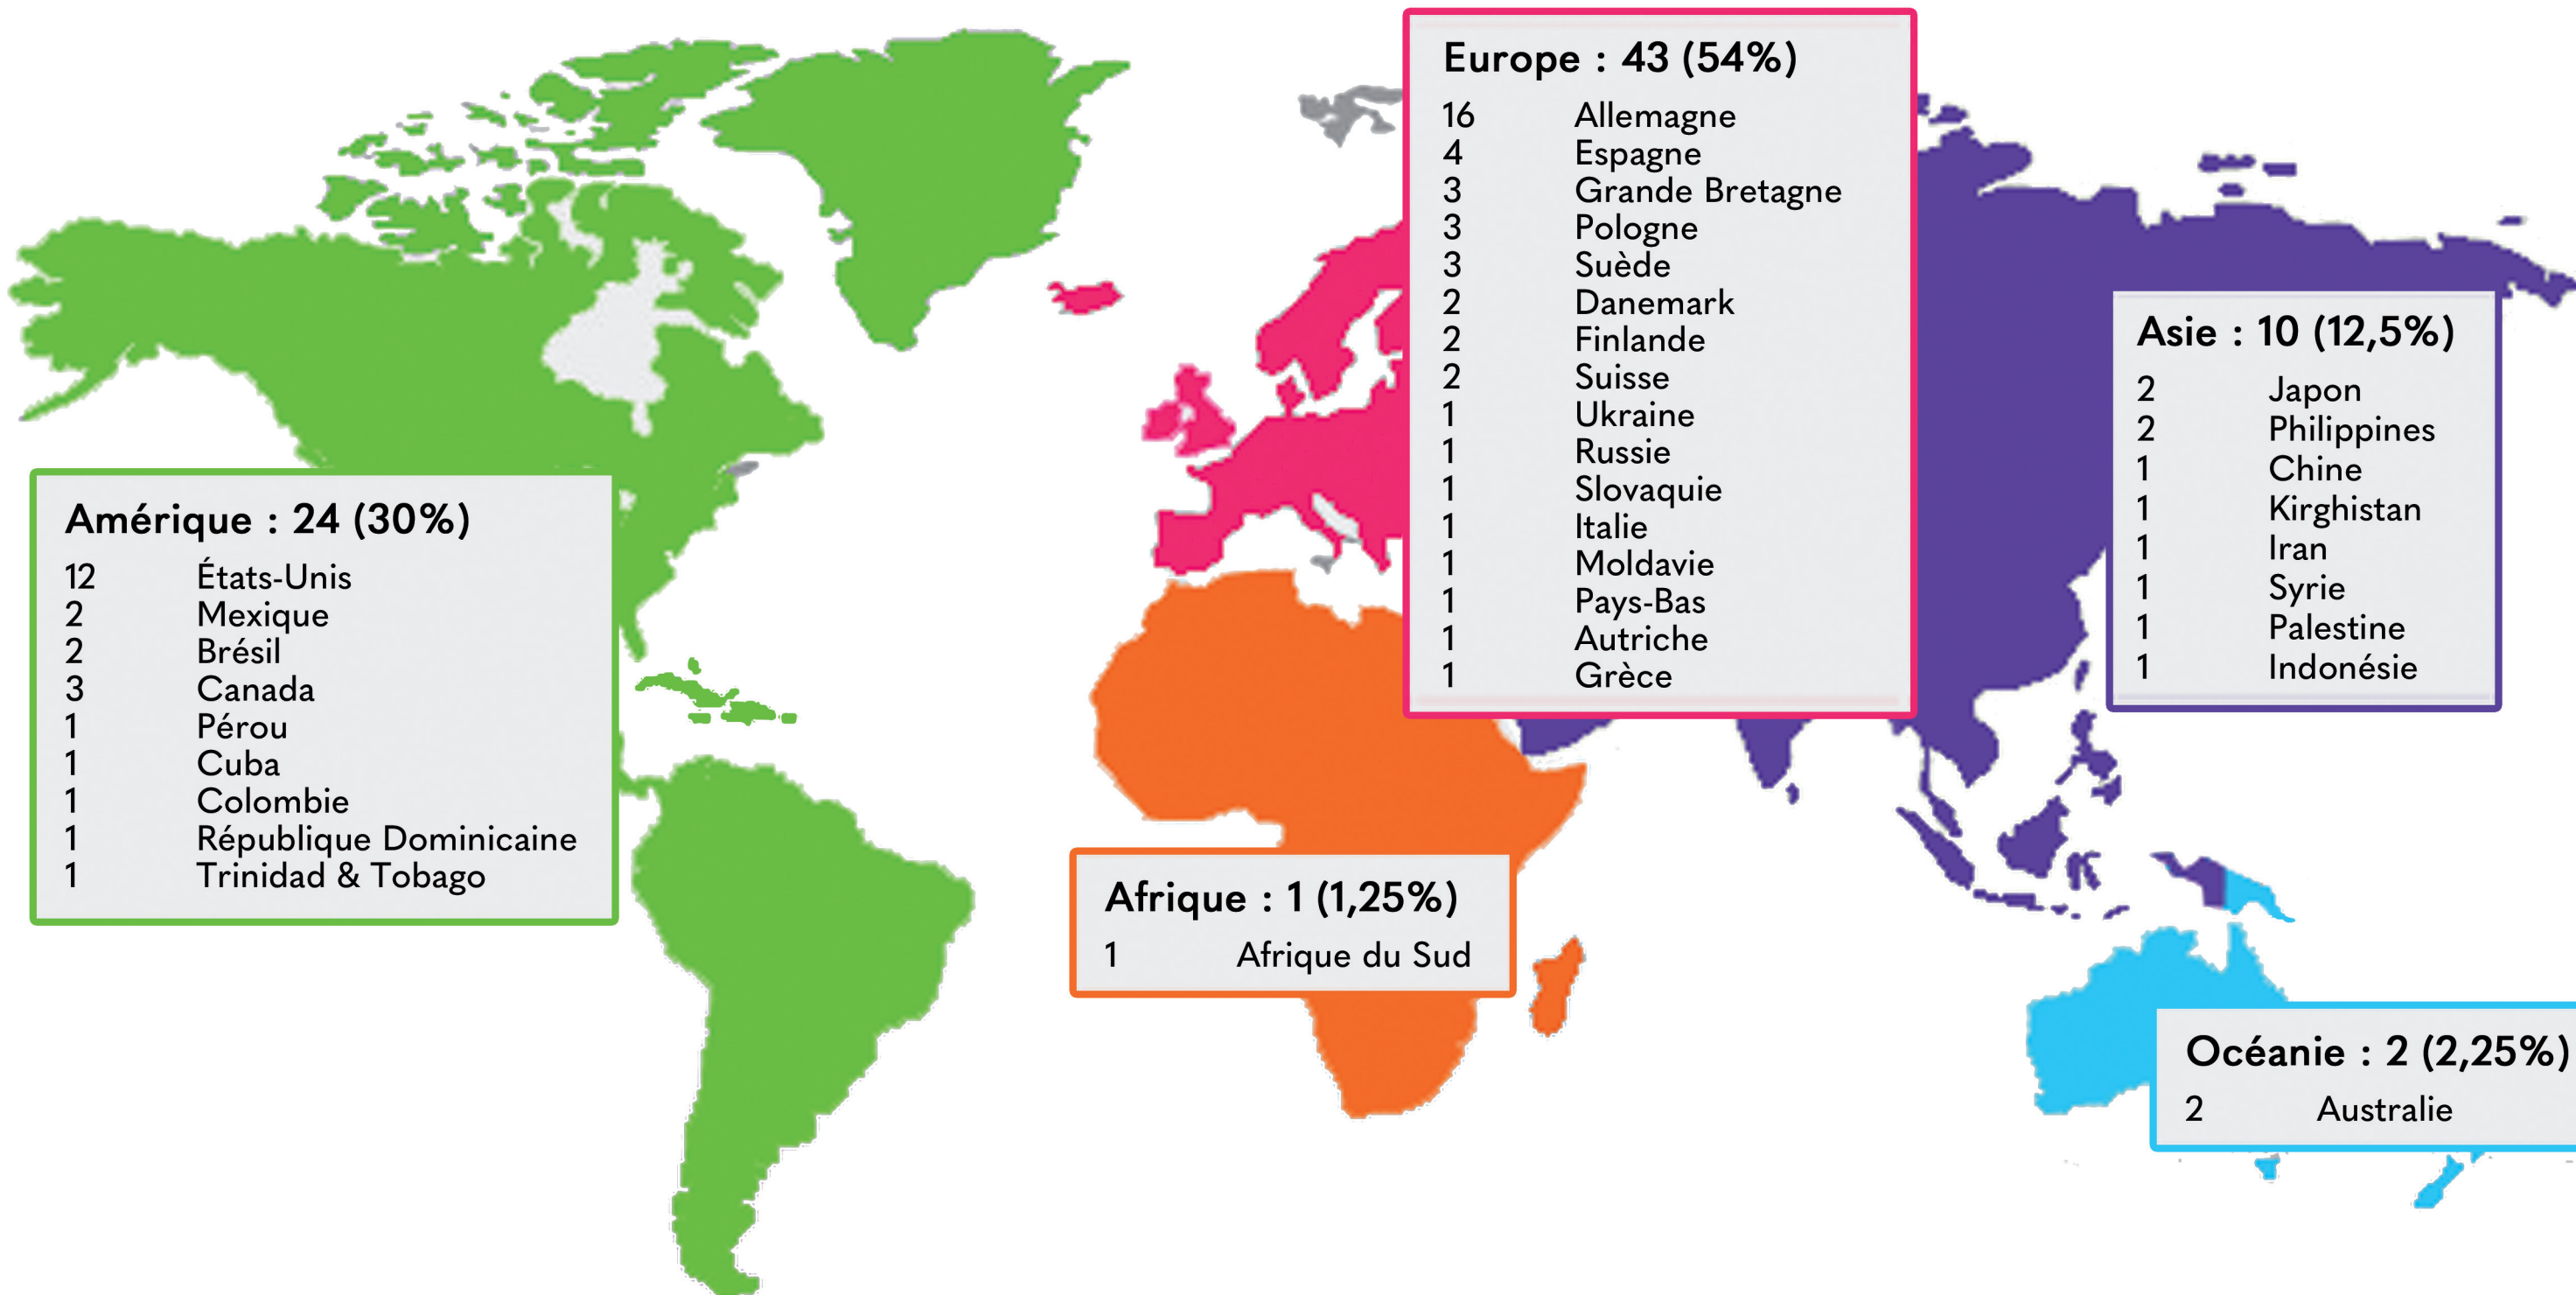 Europe : 43 (54%)
16 Allemagne
4 Espagne
3 Grande Bretagne
3 Pologne
3 Suède
2 Danemark
2 Finlande
2 Suisse
1 Ukraine
1 Russie
1 Slovaquie
1 Italie
1 Moldavie
1 Pays-Bas
1 Autriche
1 Grèce
Asie : 10 (12,5%)
2 Japon
2 Philippines
1 Chine
1 Kirghistan
1 Iran
1 Syrie
1 Palestine
1 Indonésie
Amérique : 24 (30%)
12 États-Unis
2 Mexique
2 Brésil
3 Canada
1 Pérou
1 Cuba
1 Colombie
1 République Dominicaine
1 Trinidad & Tobago
Afrique : 1 (1,25%)
1 Afrique du Sud
Océanie : 2 (2,25%)
2 Australie